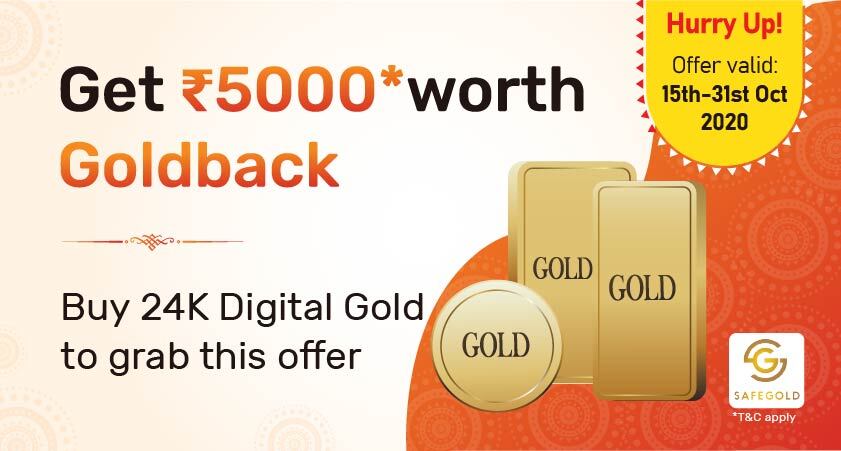 Get ₹5000*worth
Goldback
Buy 24K Digital Gold
to grab this offer
Hurry Up!
Offer valid:
15th-31st Oct
2020
GOLD
GOLD
GOLD
SAFEGOLD
*T&C apply